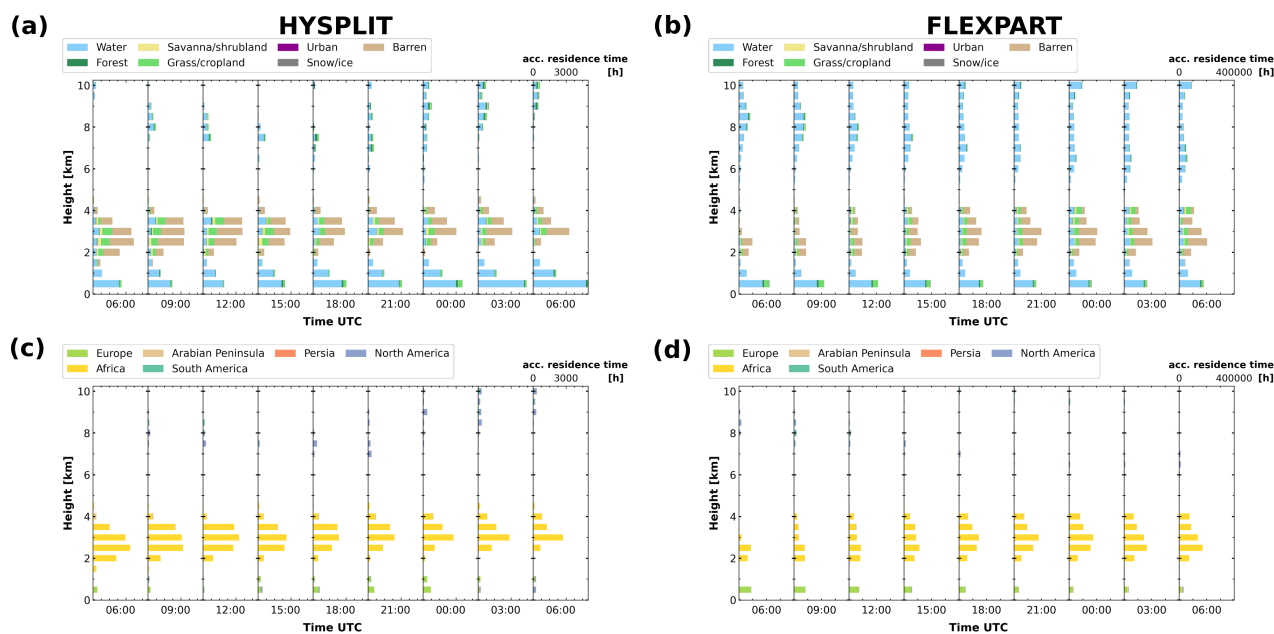 (a) HYSPLIT
Water Savanna/shrubland Urban Barren
Forest Grass/cropland Snow/ice
acc. residence time
0 3000 [h]
10
8
6
4
2
0
Height [km]
06:00 09:00 12:00 15:00 18:00 21:00 00:00 03:00 06:00
Time UTC
(b) FLEXPART
Water Savanna/shrubland Urban Barren
Forest Grass/cropland Snow/ice
acc. residence time
0 400000 [h]
10
8
6
4
2
0
Height [km]
06:00 09:00 12:00 15:00 18:00 21:00 00:00 03:00 06:00
Time UTC
(c)
Europe Arabian Peninsula Persia North America
Africa South America
acc. residence time
0 3000 [h]
10
8
6
4
2
0
Height [km]
06:00 09:00 12:00 15:00 18:00 21:00 00:00 03:00 06:00
Time UTC
(d)
Europe Arabian Peninsula Persia North America
Africa South America
acc. residence time
0 400000 [h]
10
8
6
4
2
0
Height [km]
06:00 09:00 12:00 15:00 18:00 21:00 00:00 03:00 06:00
Time UTC